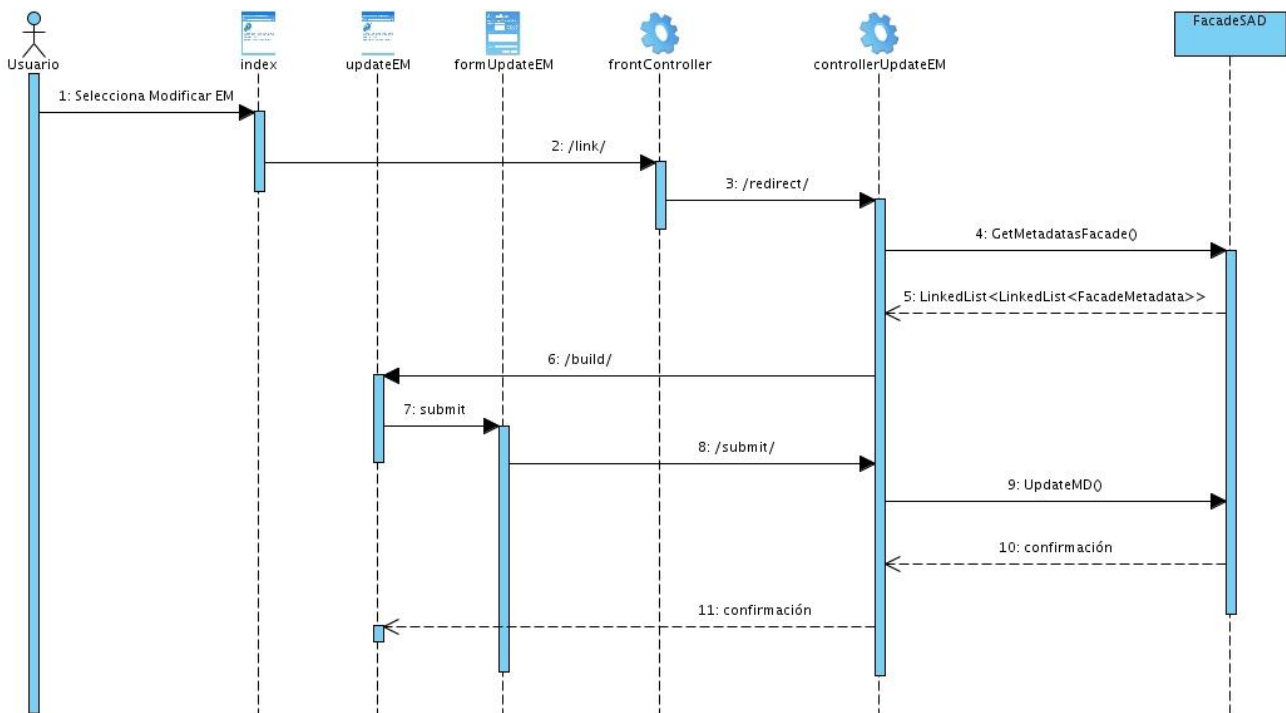 FacadeSAD
Usuario
index
updateEM
formUpdateEM
frontController
controllerUpdateEM
1: Selecciona Modificar EM
2: /link/
3: /redirect/
4: GetMetadatasFacade()
5: LinkedList<LinkedList<FacadeMetadata>>
6: /build/
7: submit
8: /submit/
9: UpdateMD()
10: confirmación
11: confirmación